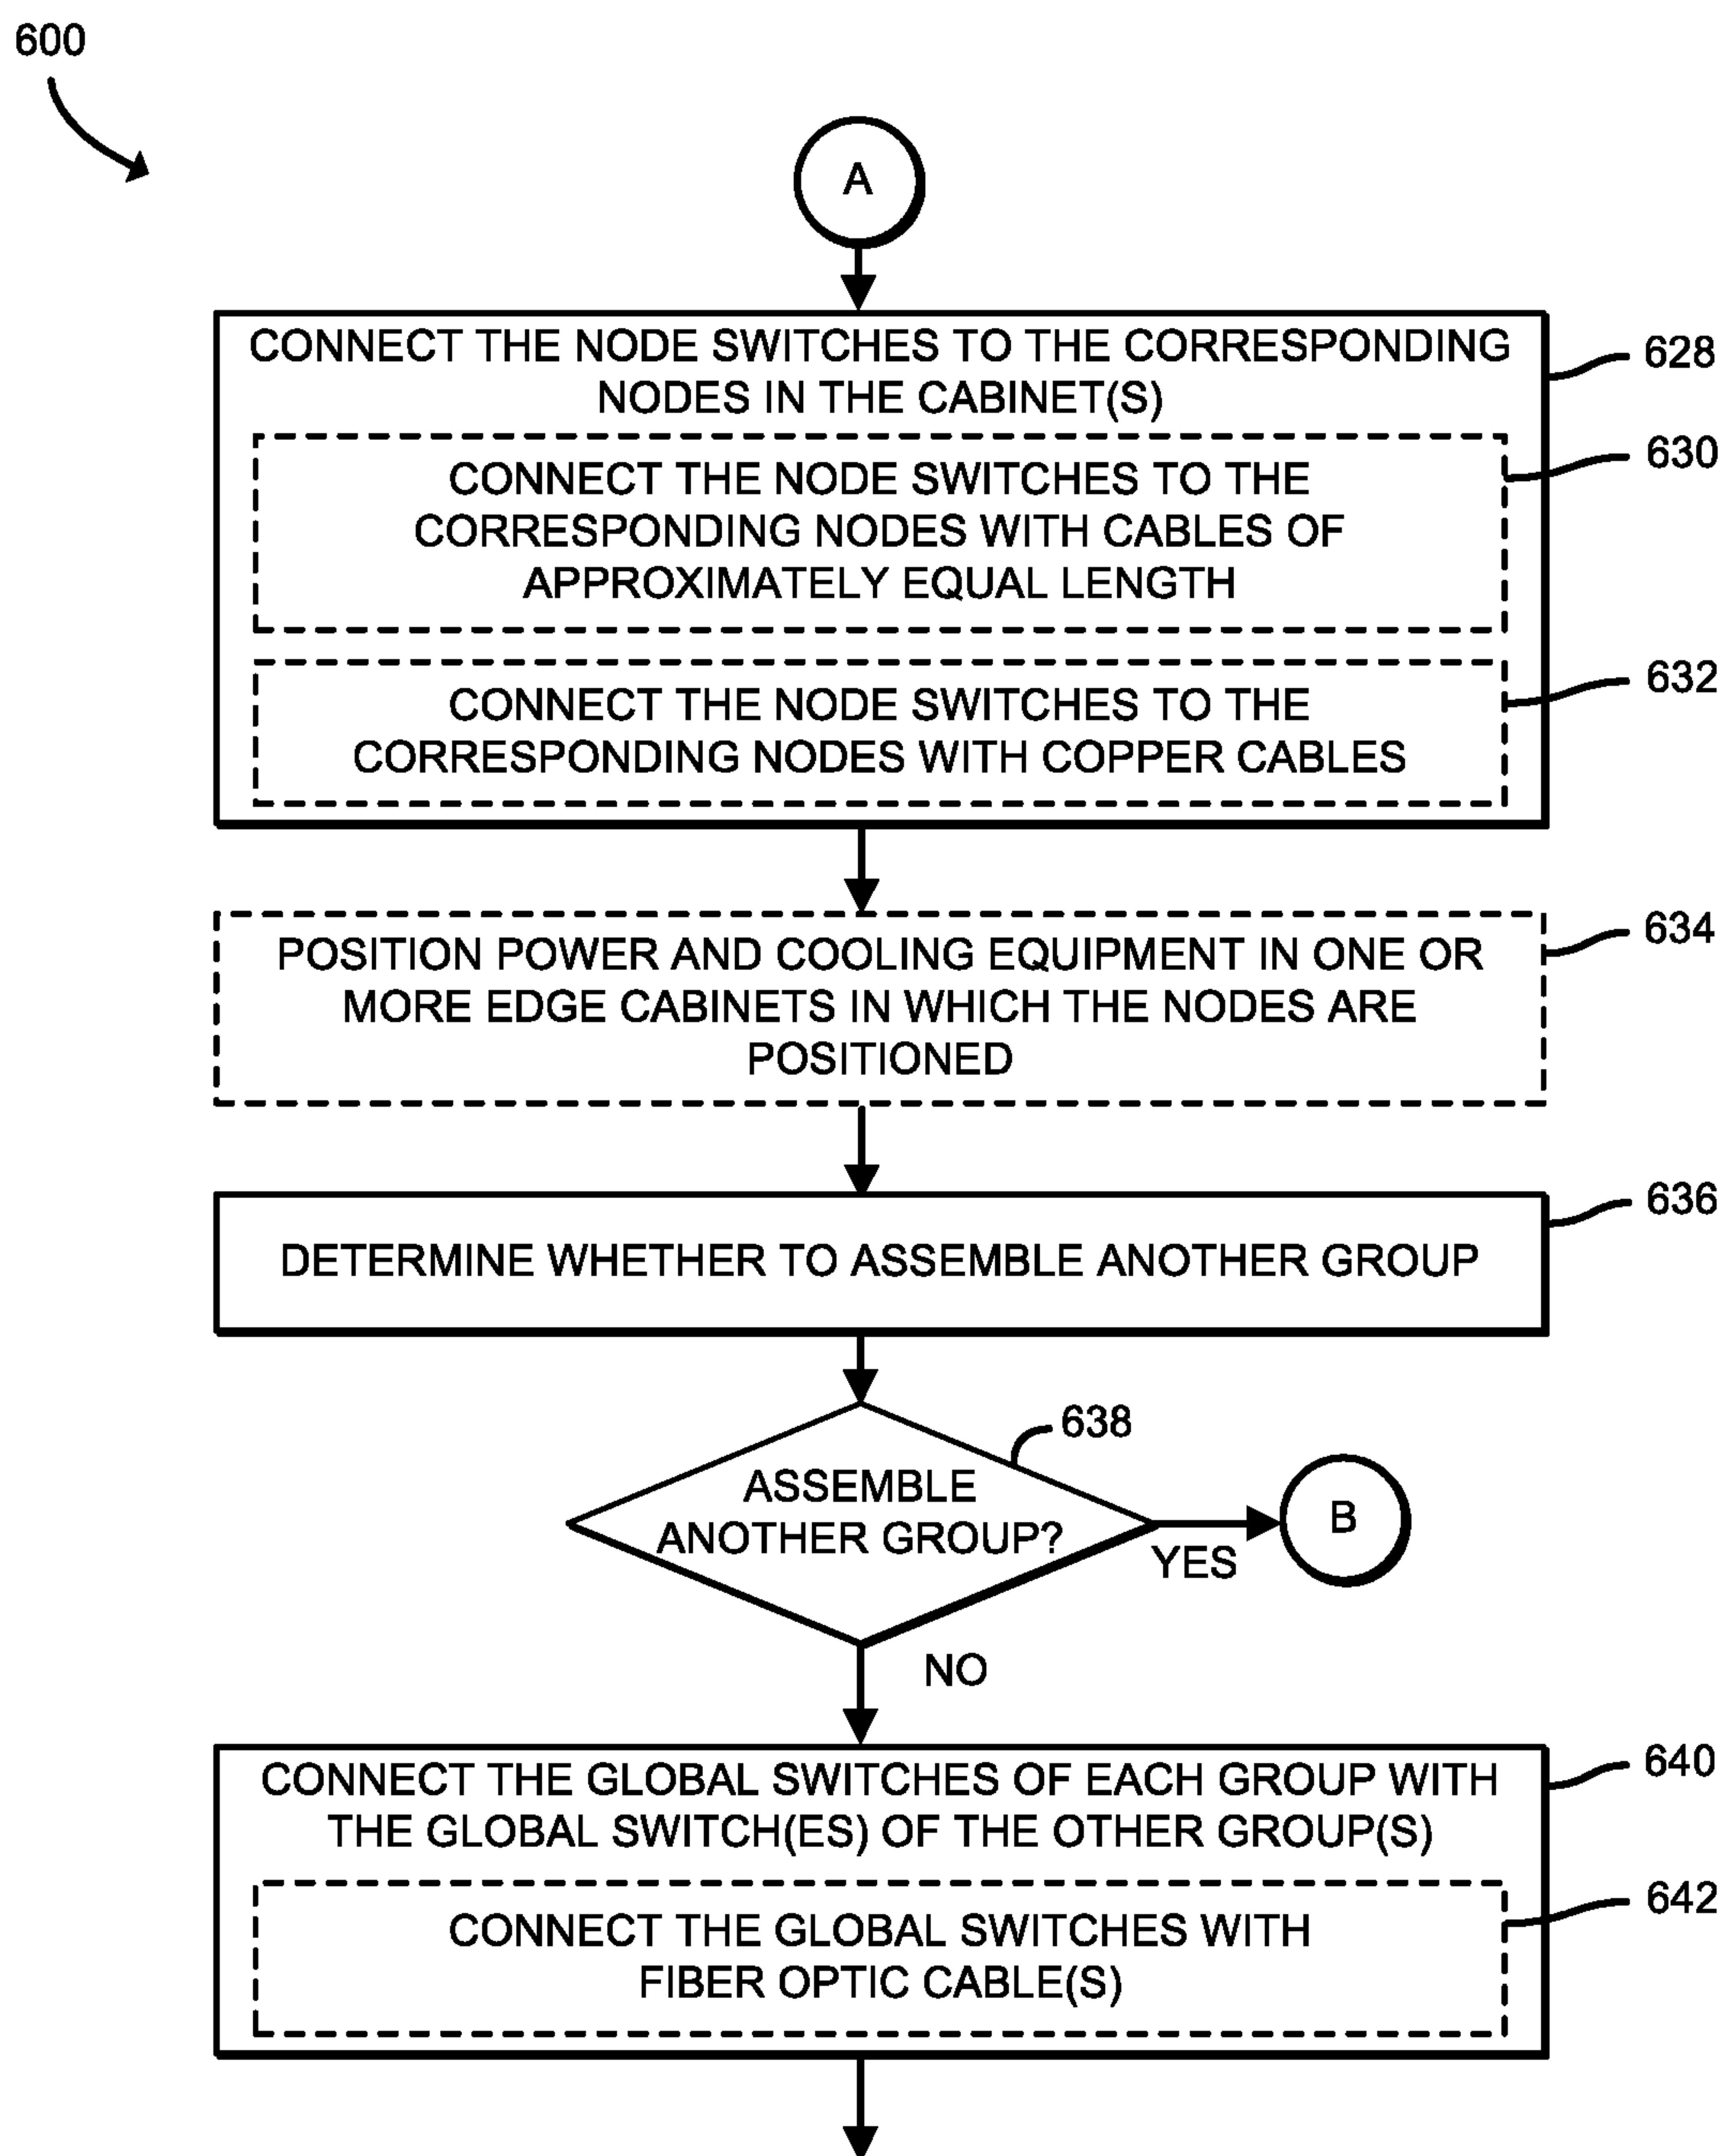 600
A
CONNECT THE NODE SWITCHES TO THE CORRESPONDING
NODES IN THE CABINET(S)
628
CONNECT THE NODE SWITCHES TO THE
CORRESPONDING NODES WITH CABLES OF
APPROXIMATELY EQUAL LENGTH
630
CONNECT THE NODE SWITCHES TO THE
CORRESPONDING NODES WITH COPPER CABLES
632
POSITION POWER AND COOLING EQUIPMENT IN ONE OR
MORE EDGE CABINETS IN WHICH THE NODES ARE
POSITIONED
634
DETERMINE WHETHER TO ASSEMBLE ANOTHER GROUP
636
638
ASSEMBLE
ANOTHER GROUP?
YES
B
NO
CONNECT THE GLOBAL SWITCHES OF EACH GROUP WITH
THE GLOBAL SWITCH(ES) OF THE OTHER GROUP(S)
640
CONNECT THE GLOBAL SWITCHES WITH
FIBER OPTIC CABLE(S)
642